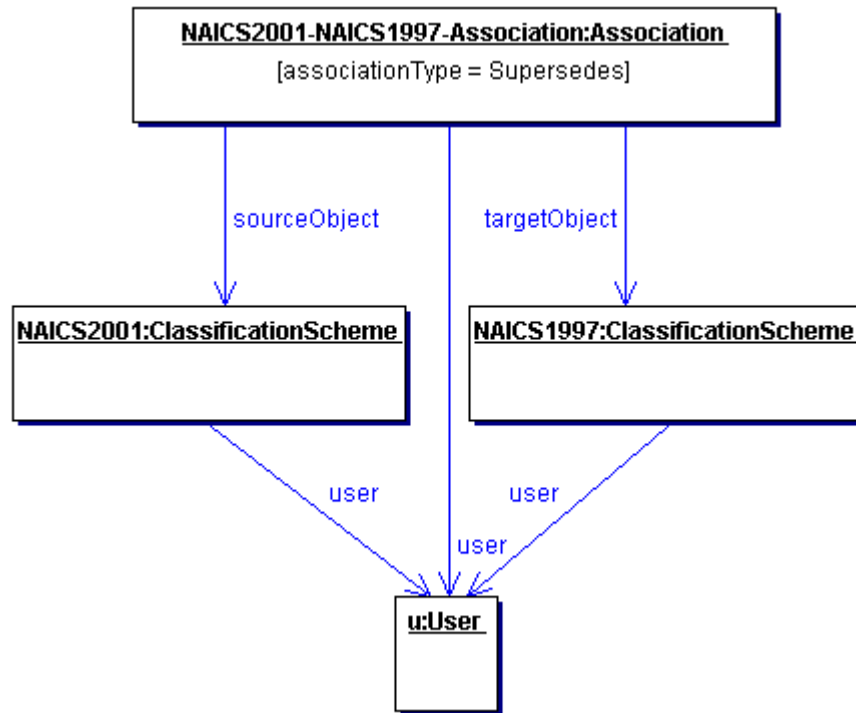 NAICS2001-NAICS1997-Association:Association
[associationType = Supersedes]
sourceObject
targetObject
NAICS2001:ClassificationScheme
NAICS1997:ClassificationScheme
user
user
user
u:User